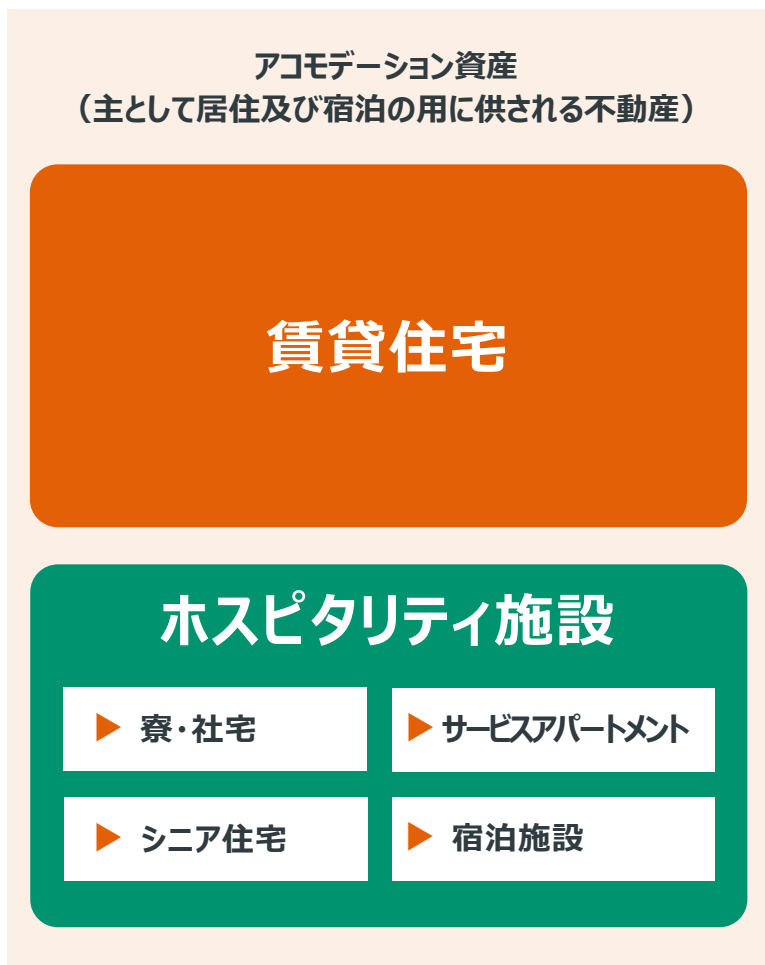 アコモデーション資産
（主として居住及び宿泊の用に供される不動産）
賃貸住宅
ホスピタリティ施設
▶ 寮・社宅
▶ サービスアパートメント
▶ シニア住宅
▶ 宿泊施設